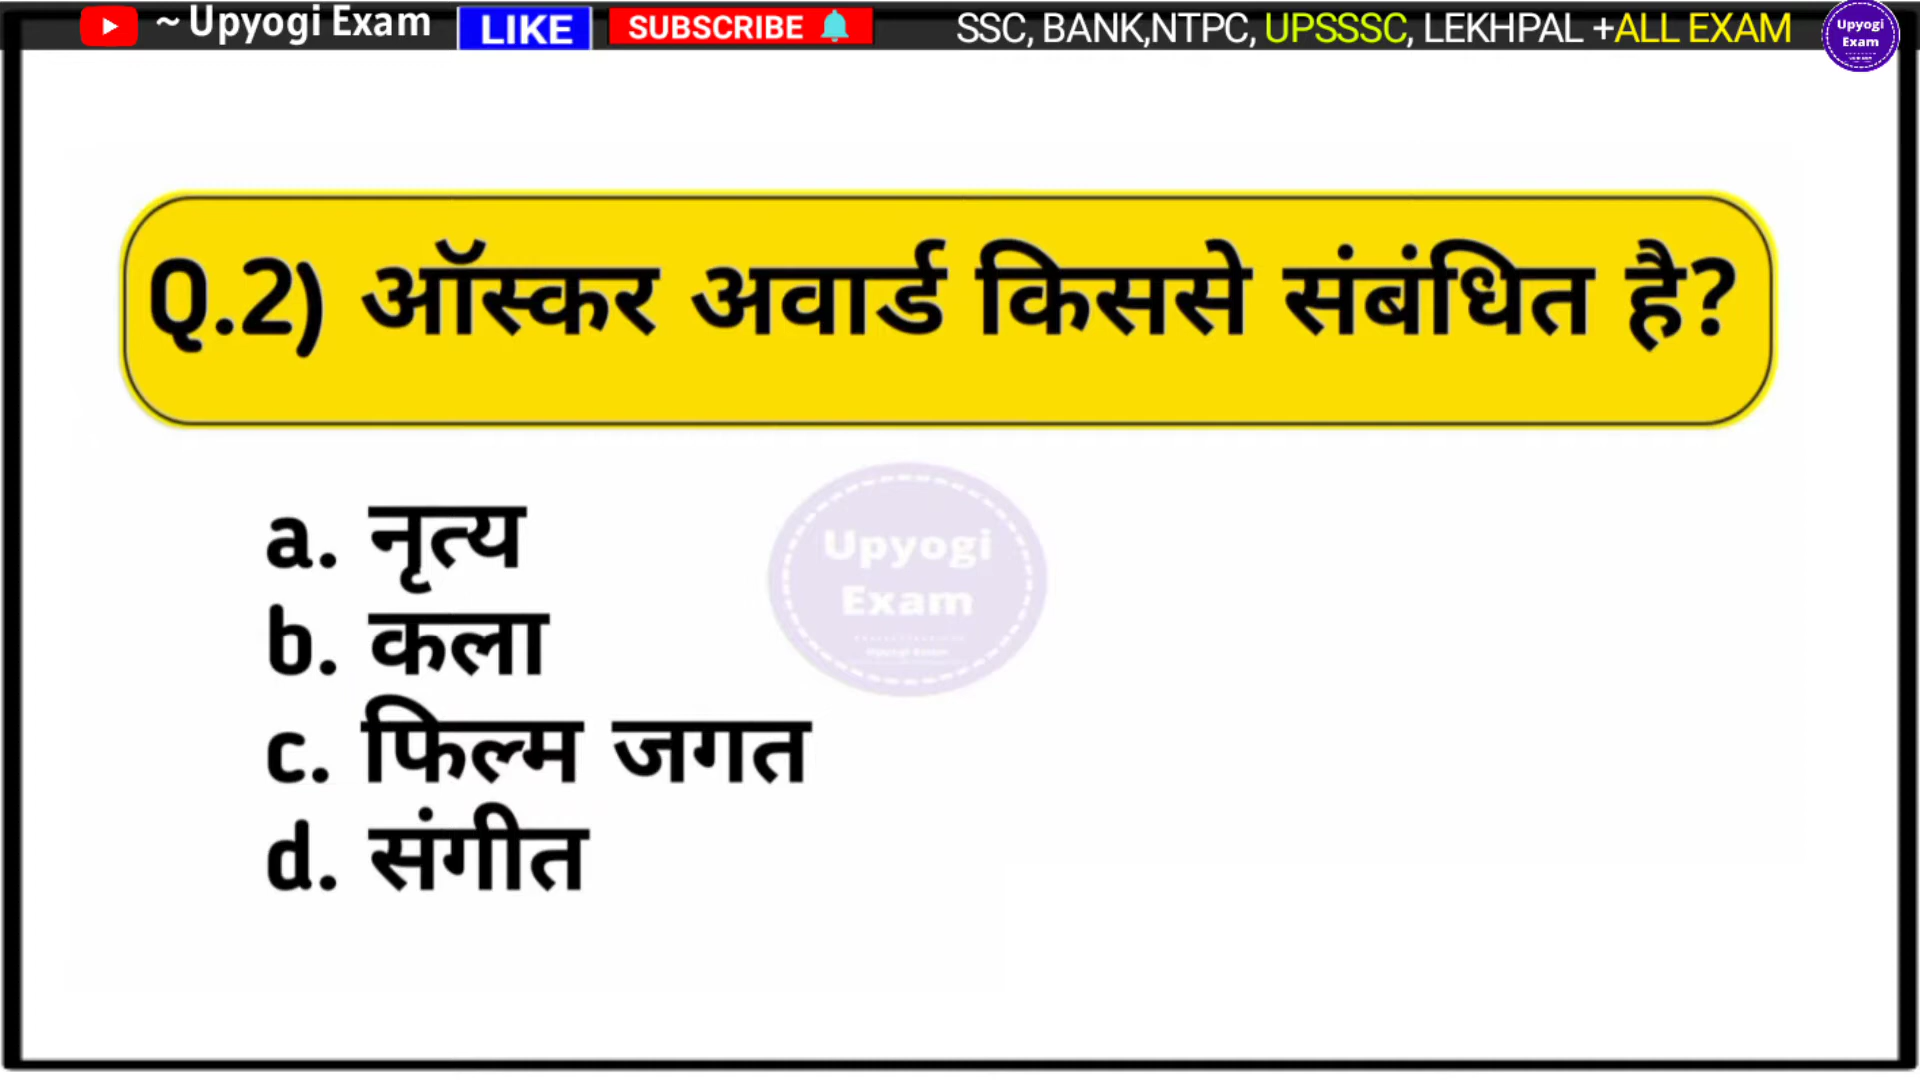 ~ Upyogi Exam LIKE SUBSCRIBE SSC, BANK,NTPC, UPSSSC, LEKHPAL +ALL EXAM
Upyogi
Exam
Q.2) ऑस्कर अवार्ड किससे संबंधित है?
a. नृत्य
b. कला
c. फिल्म जगत
d. संगीत
Upyogi
Exam